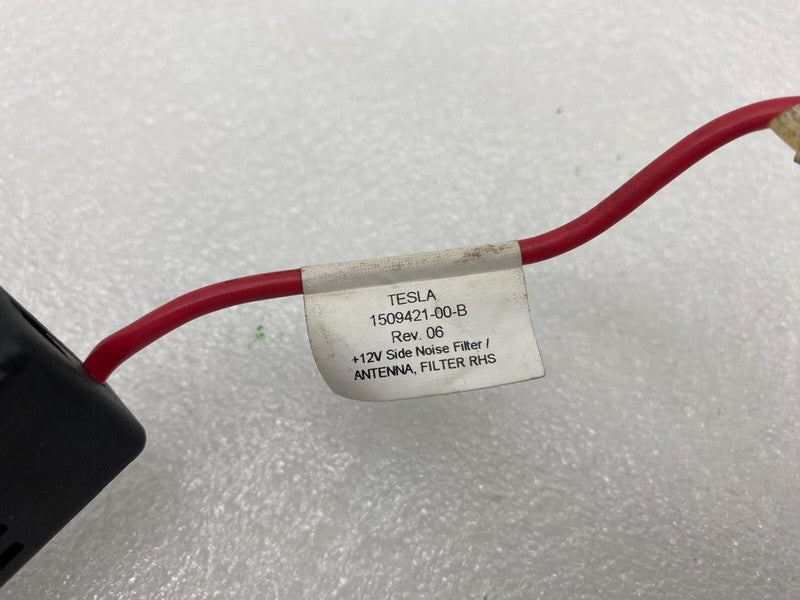 TESLA
1509421-00-B
Rev. 06
+12V Side Noise Filter /
ANTENNA, FILTER RHS